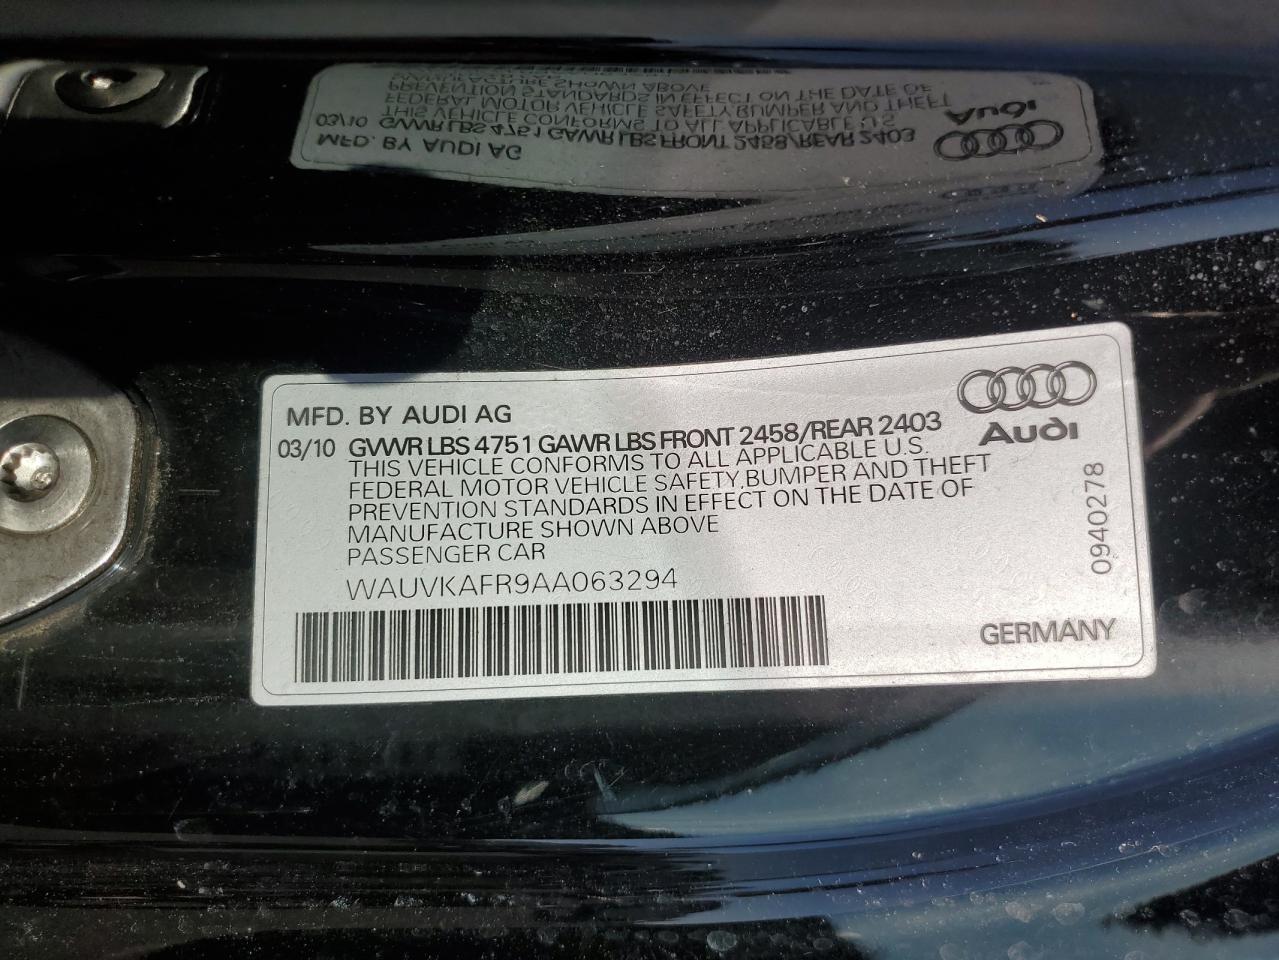 MFD. BY AUDI AG
03/10 GVWR LBS 4751 GAWR LBS FRONT 2458/REAR 2403
THIS VEHICLE CONFORMS TO ALL APPLICABLE U.S.
FEDERAL MOTOR VEHICLE SAFETY,BUMPER AND THEFT
PREVENTION STANDARDS IN EFFECT ON THE DATE OF
MANUFACTURE SHOWN ABOVE
PASSENGER CAR
WAUVKAFR9AA063294
Audi
0940278
GERMANY